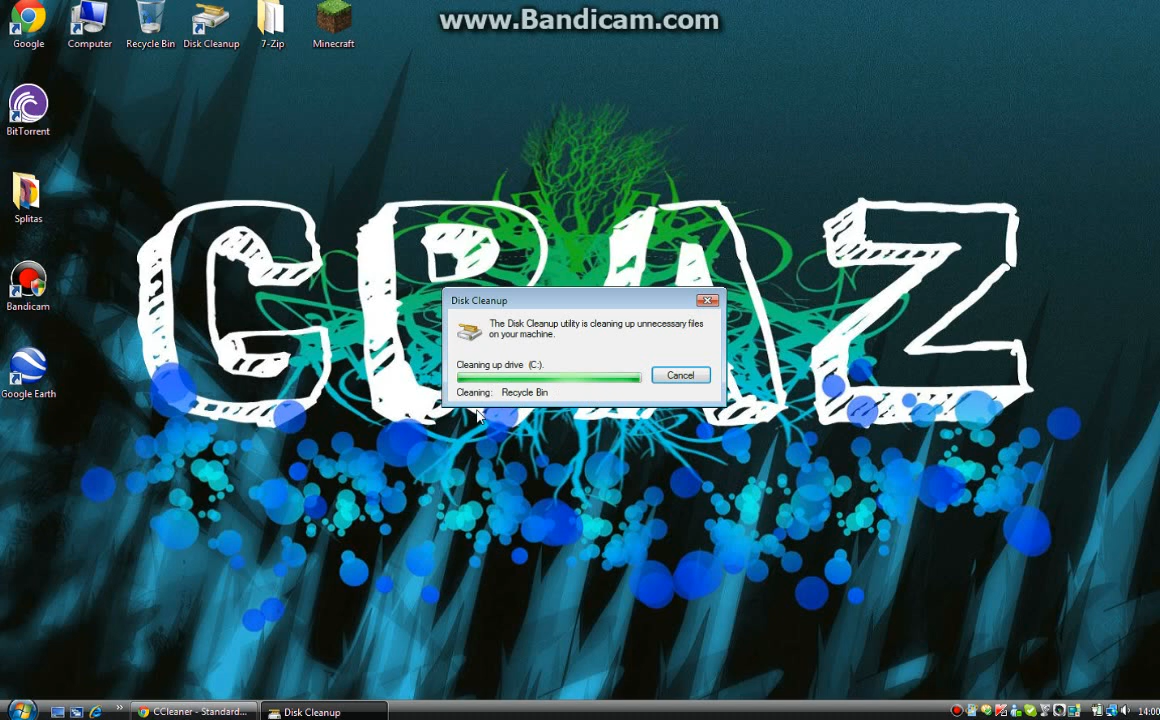 www.Bandicam.com
Google
Computer
Recycle Bin
Disk Cleanup
7-Zip
Minecraft
BitTorrent
Splitas
Bandicam
Google Earth
CRAZ
Disk Cleanup
The Disk Cleanup utility is cleaning up unnecessary files
on your machine.
Cleaning up drive (C:).
Cancel
Cleaning: Recycle Bin
CCleaner - Standard...
Disk Cleanup
14:00